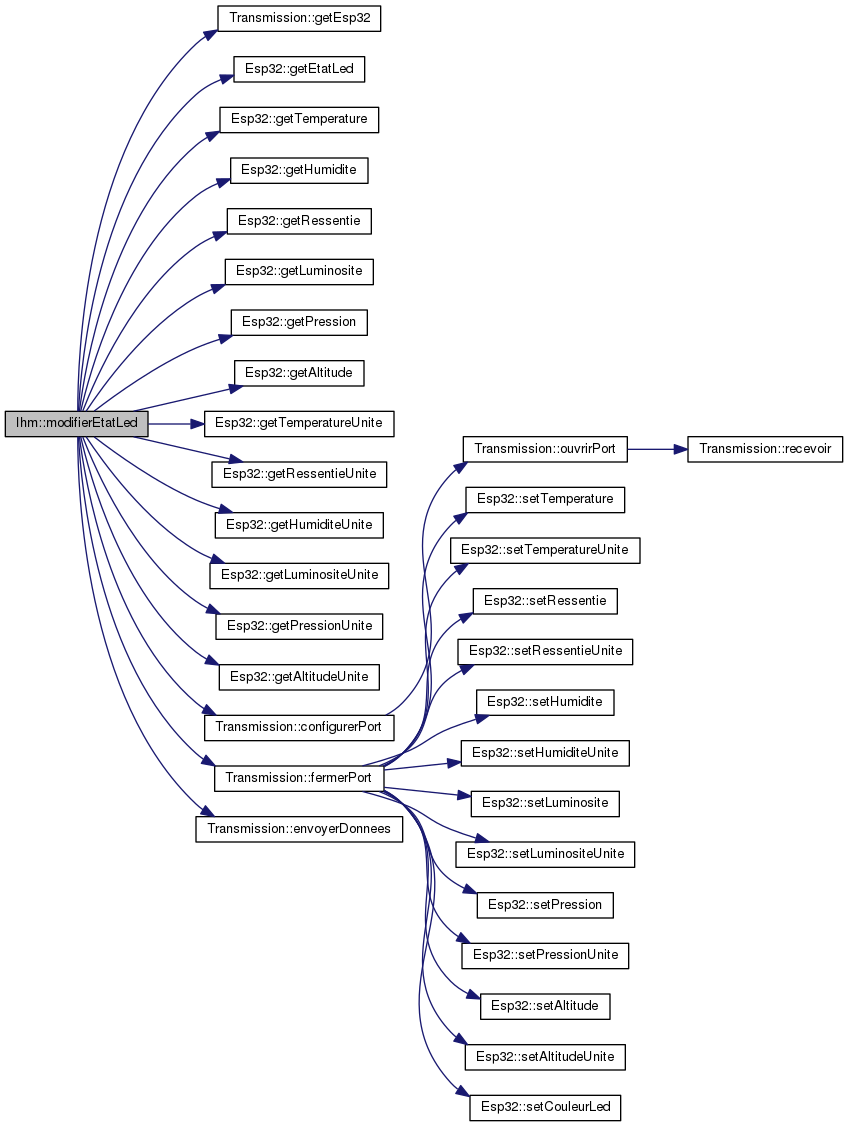 Transmission::getEsp32
Esp32::getEtatLed
Esp32::getTemperature
Esp32::getHumidite
Esp32::getRessentie
Esp32::getLuminosite
Esp32::getPression
Esp32::getAltitude
Ihm::modifierEtatLed
Esp32::getTemperatureUnite
Esp32::getRessentieUnite
Esp32::getHumiditeUnite
Esp32::getLuminositeUnite
Esp32::getPressionUnite
Esp32::getAltitudeUnite
Transmission::configurerPort
Transmission::fermerPort
Transmission::envoyerDonnees
Transmission::ouvrirPort
Transmission::recevoir
Esp32::setTemperature
Esp32::setTemperatureUnite
Esp32::setRessentie
Esp32::setRessentieUnite
Esp32::setHumidite
Esp32::setHumiditeUnite
Esp32::setLuminosite
Esp32::setLuminositeUnite
Esp32::setPression
Esp32::setPressionUnite
Esp32::setAltitude
Esp32::setAltitudeUnite
Esp32::setCouleurLed